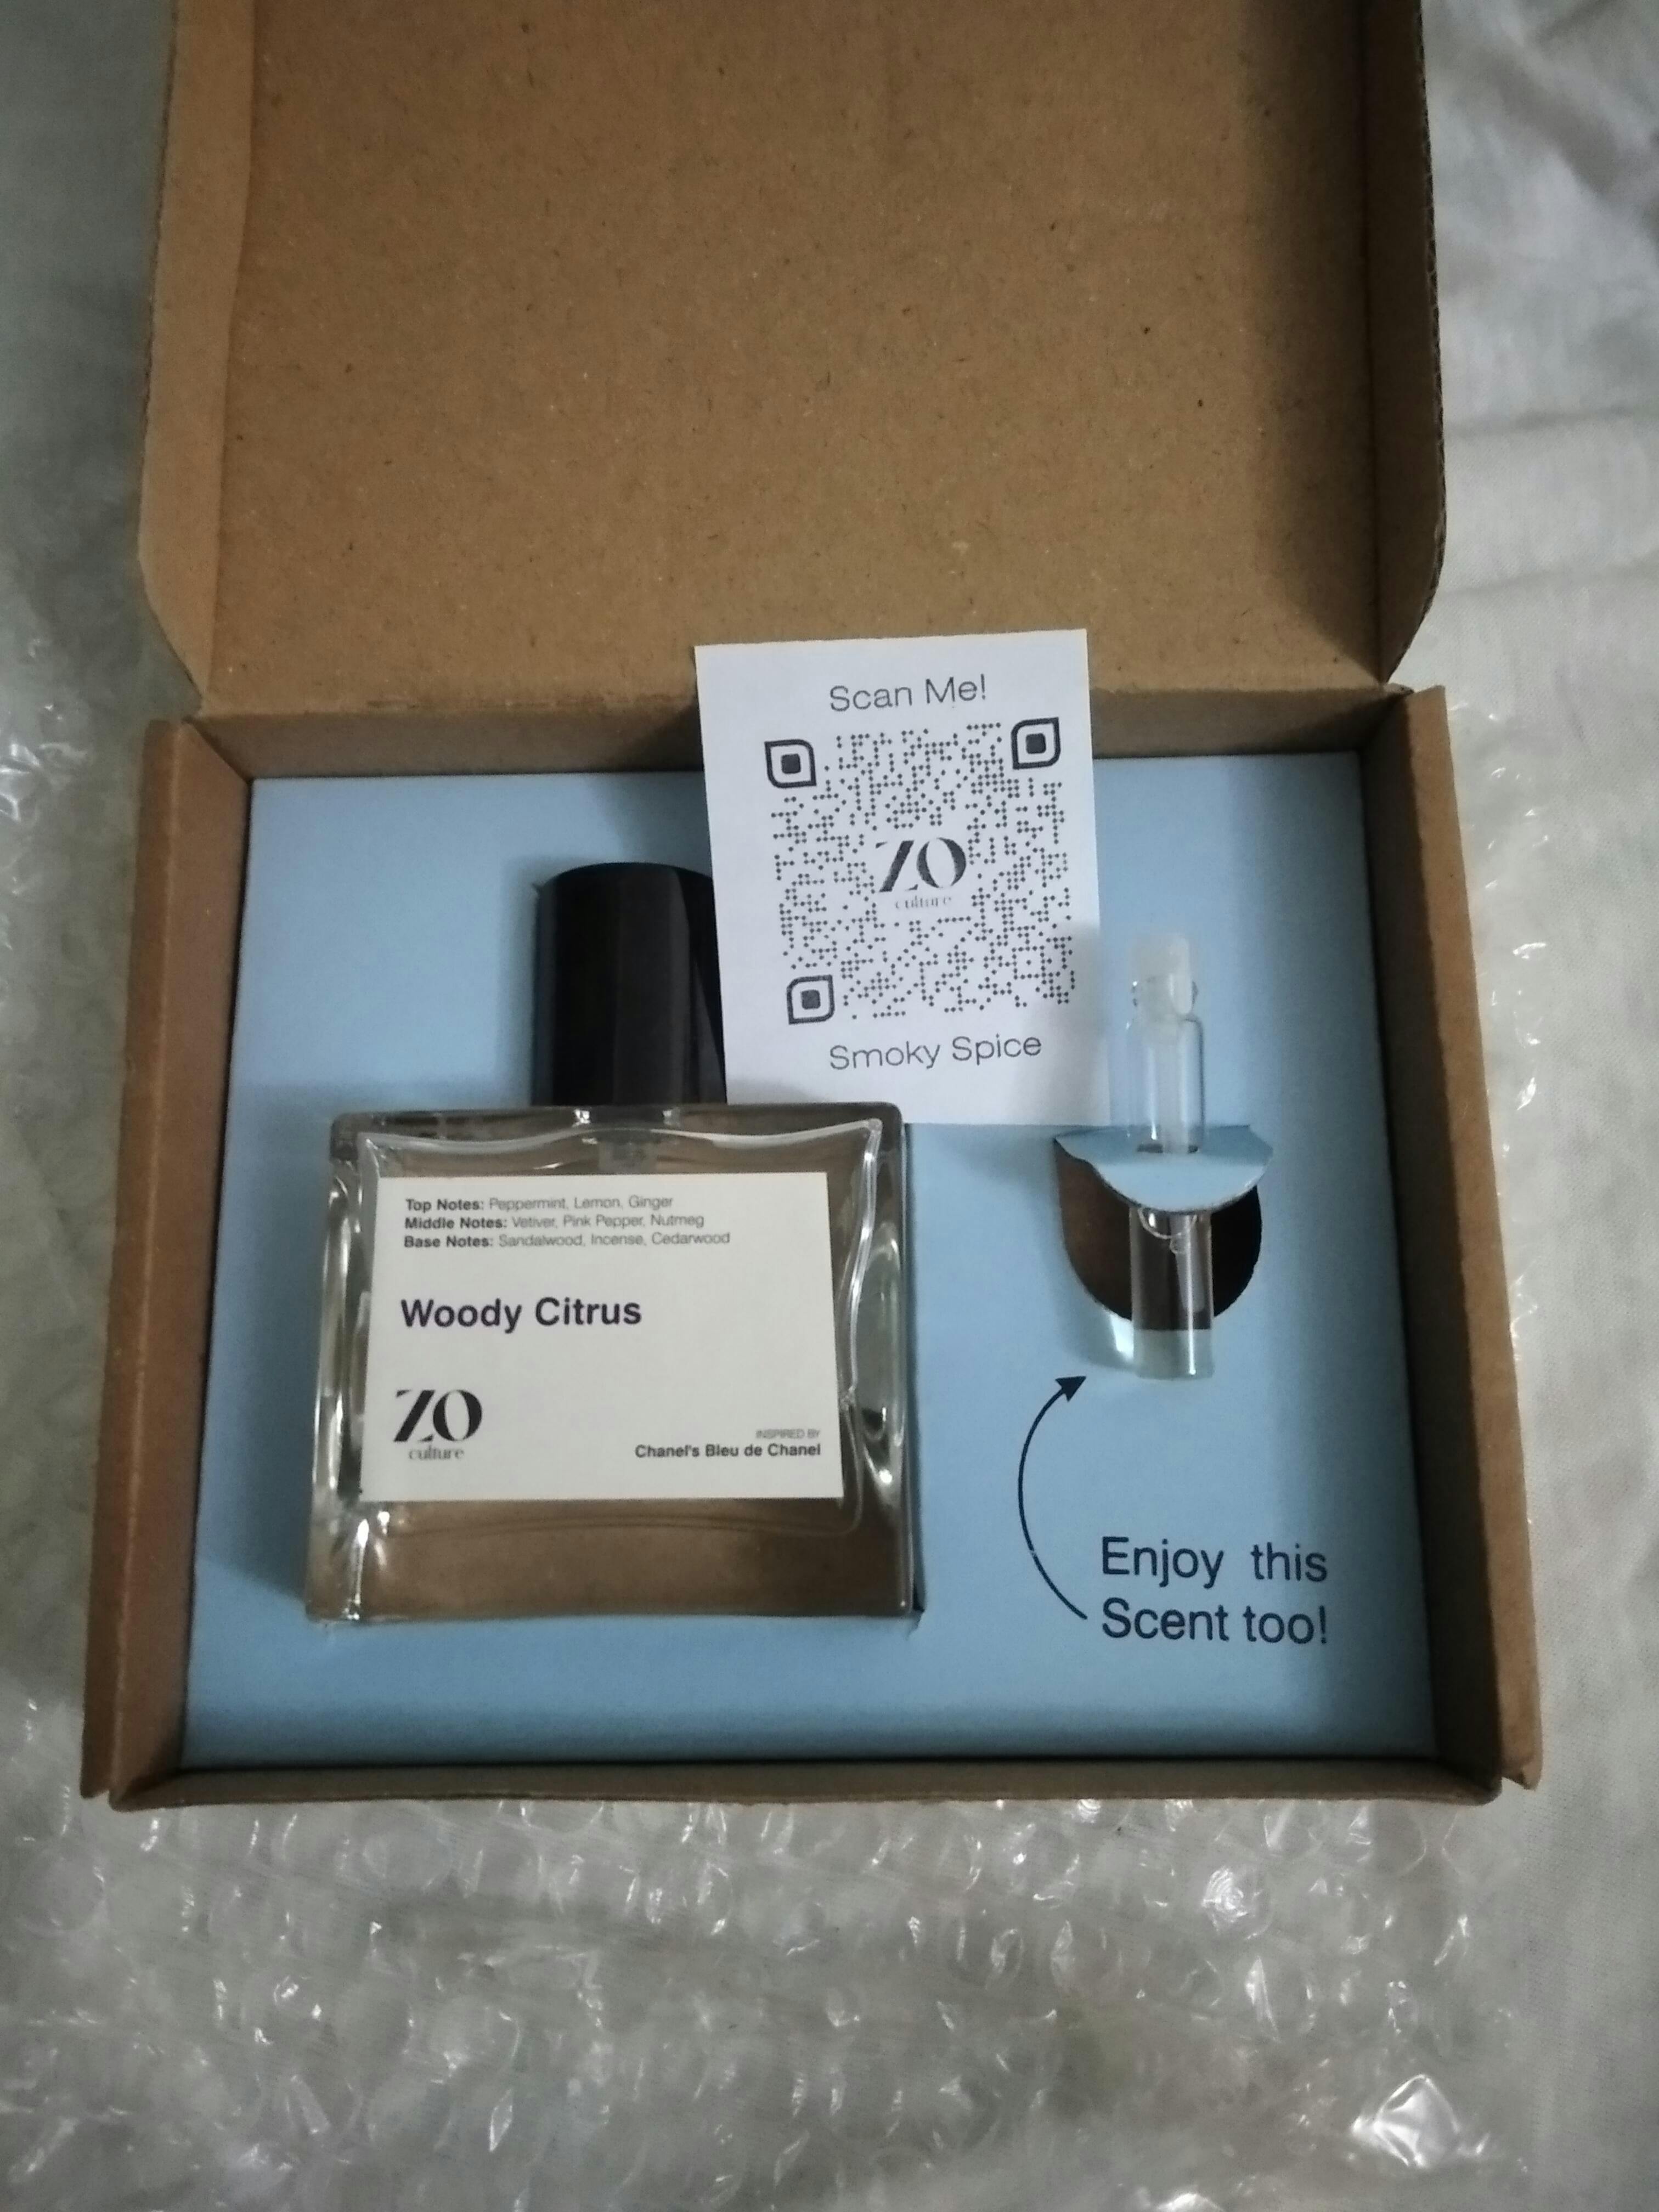 Scan Me!
ZO
culture
Smoky Spice
Top Notes: Peppermint, Lemon, Ginger
Middle Notes: Vetiver, Pink Pepper, Nutmeg
Base Notes: Sandalwood, Incense, Cedarwood
Woody Citrus
ZO
culture
INSPIRED BY
Chanel's Bleu de Chanel
Enjoy this
Scent too!